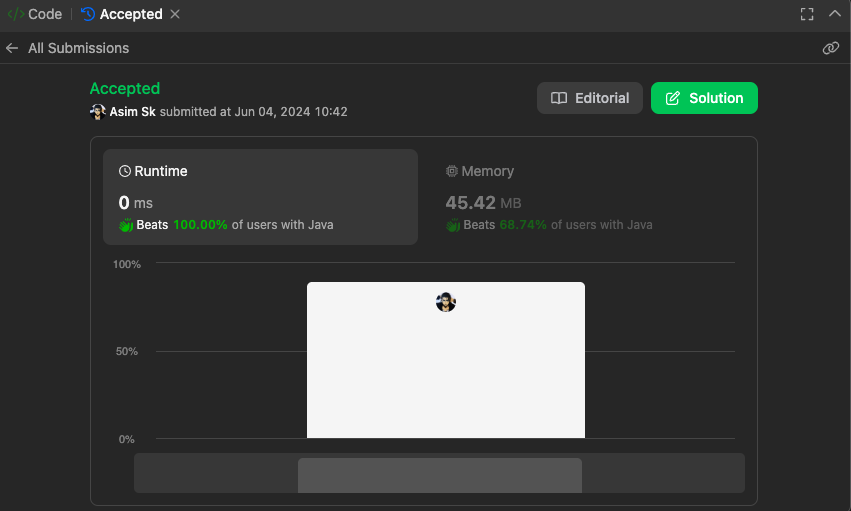 </> Code | Accepted
All Submissions
Accepted
Editorial
Solution
Asim Sk submitted at Jun 04, 2024 10:42
Runtime
0 ms
Beats 100.00% of users with Java
Memory
45.42 MB
Beats 68.74% of users with Java
100%
50%
0%